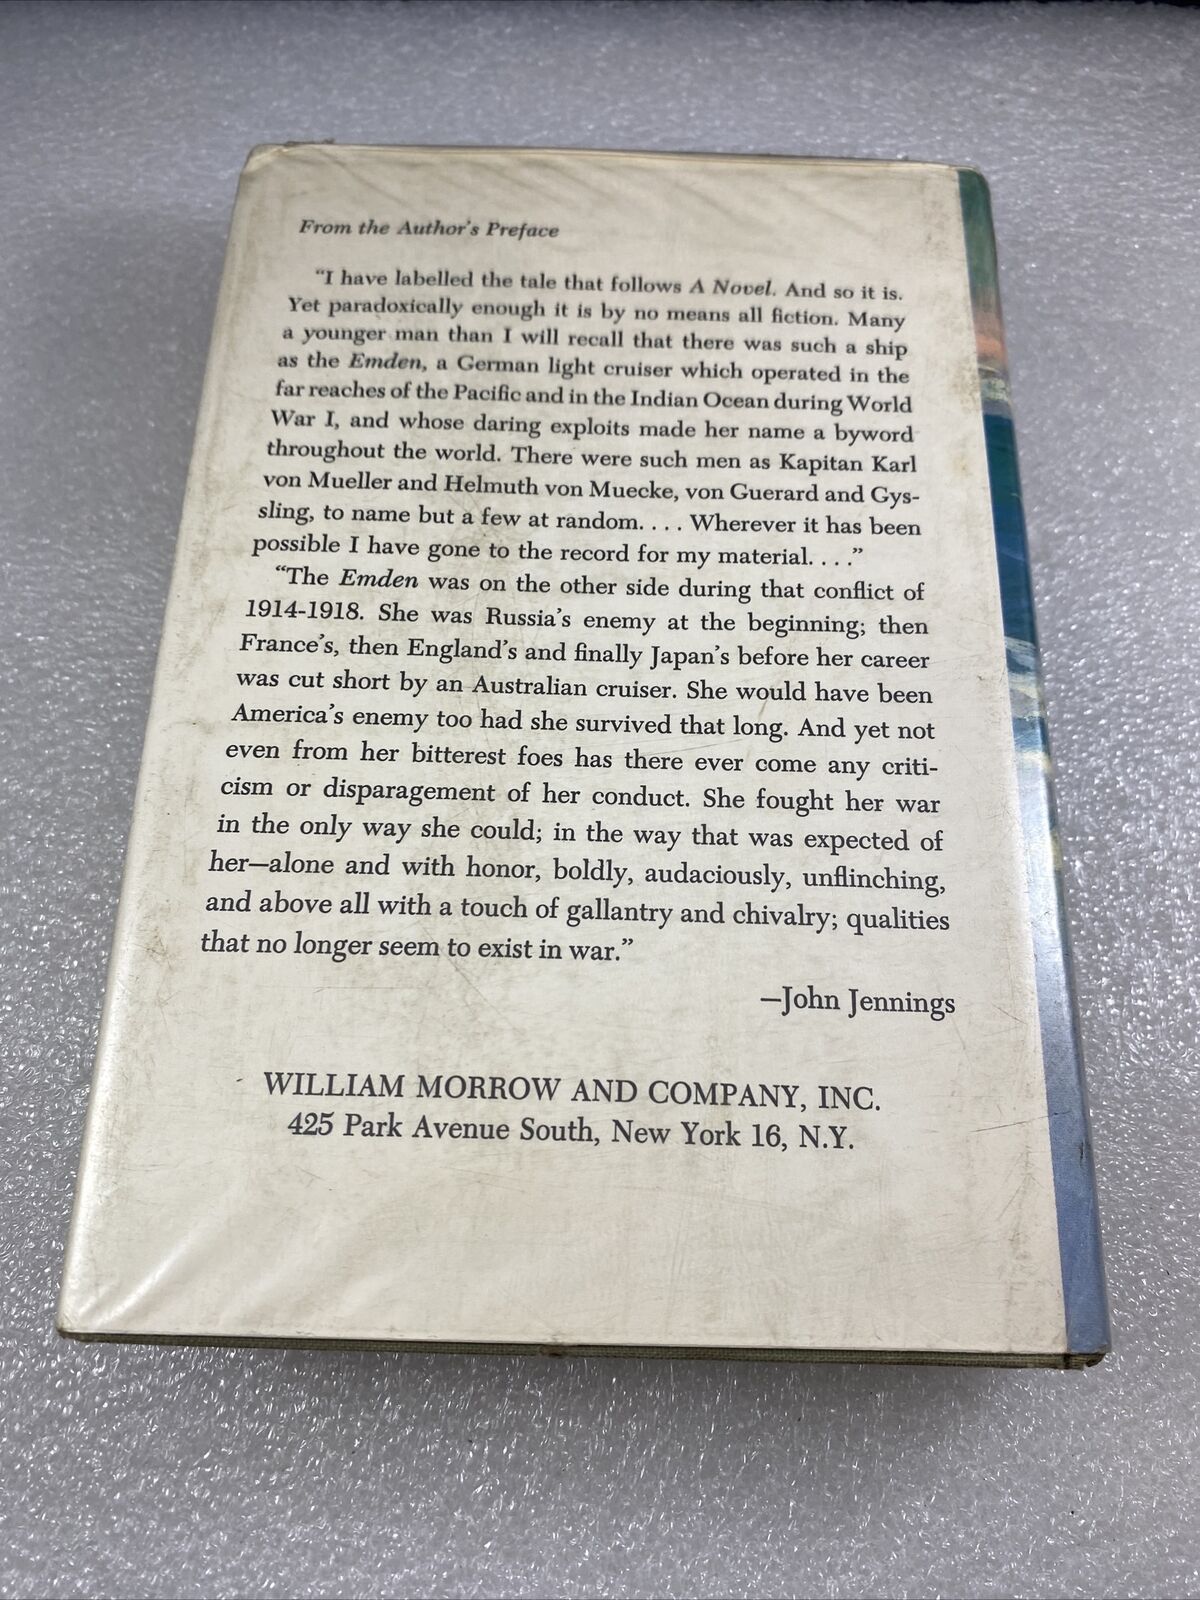 From the Author's Preface
“I have labelled the tale that follows A Novel. And so it is.
Yet paradoxically enough it is by no means all fiction. Many
a younger man than I will recall that there was such a ship
as the Emden, a German light cruiser which operated in the
far reaches of the Pacific and in the Indian Ocean during World
War I, and whose daring exploits made her name a byword
throughout the world. There were such men as Kapitan Karl
von Mueller and Helmuth von Muecke, von Guerard and Gys-
sling, to name but a few at random. . . . Wherever it has been
possible I have gone to the record for my material. . . .”
“The Emden was on the other side during that conflict of
1914-1918. She was Russia's enemy at the beginning; then
France's, then England's and finally Japan's before her career
was cut short by an Australian cruiser. She would have been
America's enemy too had she survived that long. And yet not
even from her bitterest foes has there ever come any criti-
cism or disparagement of her conduct. She fought her war
in the only way she could; in the way that was expected of
her—alone and with honor, boldly, audaciously, unflinching,
and above all with a touch of gallantry and chivalry; qualities
that no longer seem to exist in war.”
—John Jennings
WILLIAM MORROW AND COMPANY, INC.
425 Park Avenue South, New York 16, N.Y.